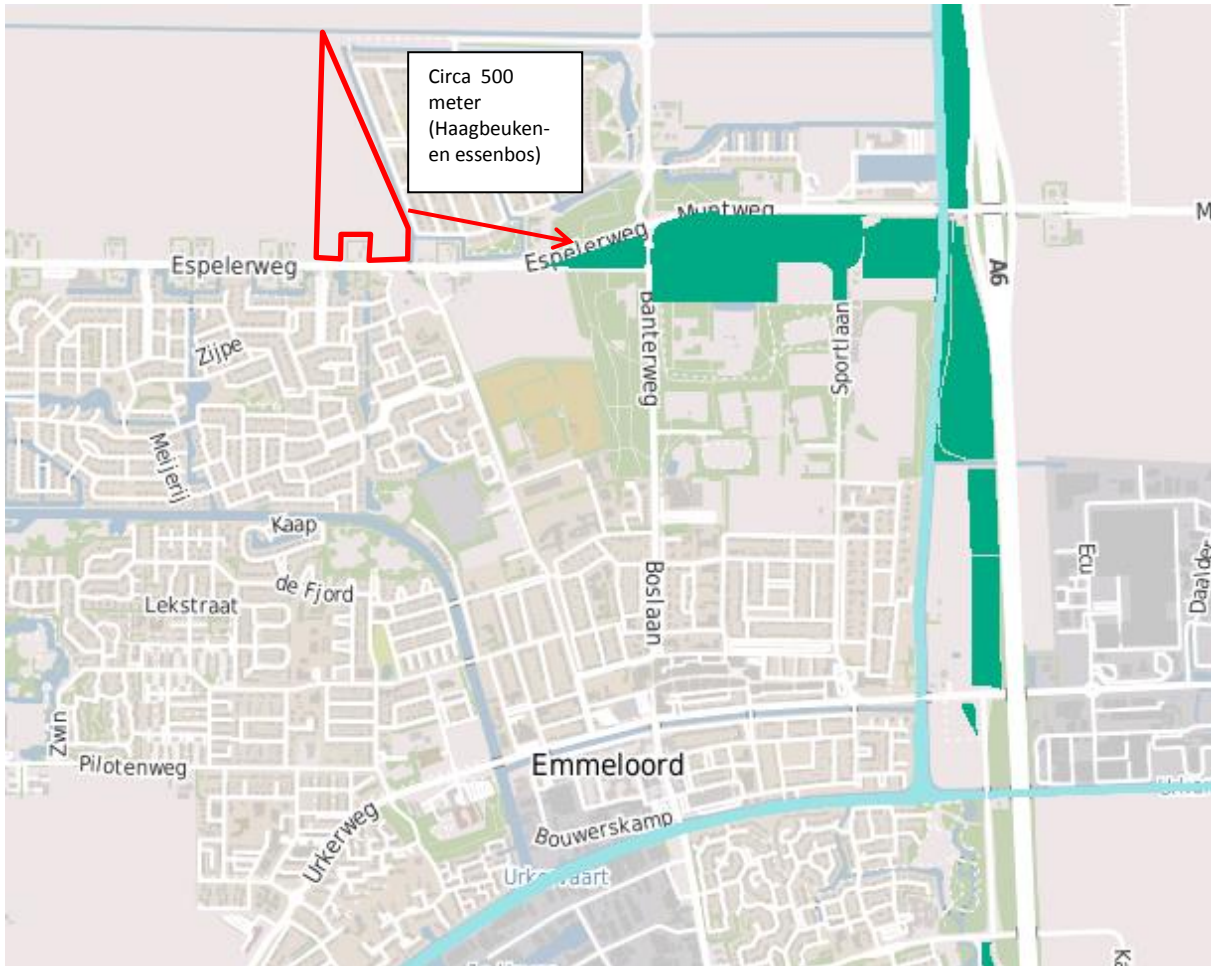 Circa 500
meter
(Haagbeuken-
en essenbos)
Muntweg
M
Espelerweg
Espelerweg
A6
Zijpe
Banterweg
Sportlaan
Meijerij
Kaap
de Fjord
Lekstraat
Boslaan
Ecu
Daalder
Zwin
Pilotenweg
Emmeloord
Urkerweg
Bouwerskamp
Urkervaart